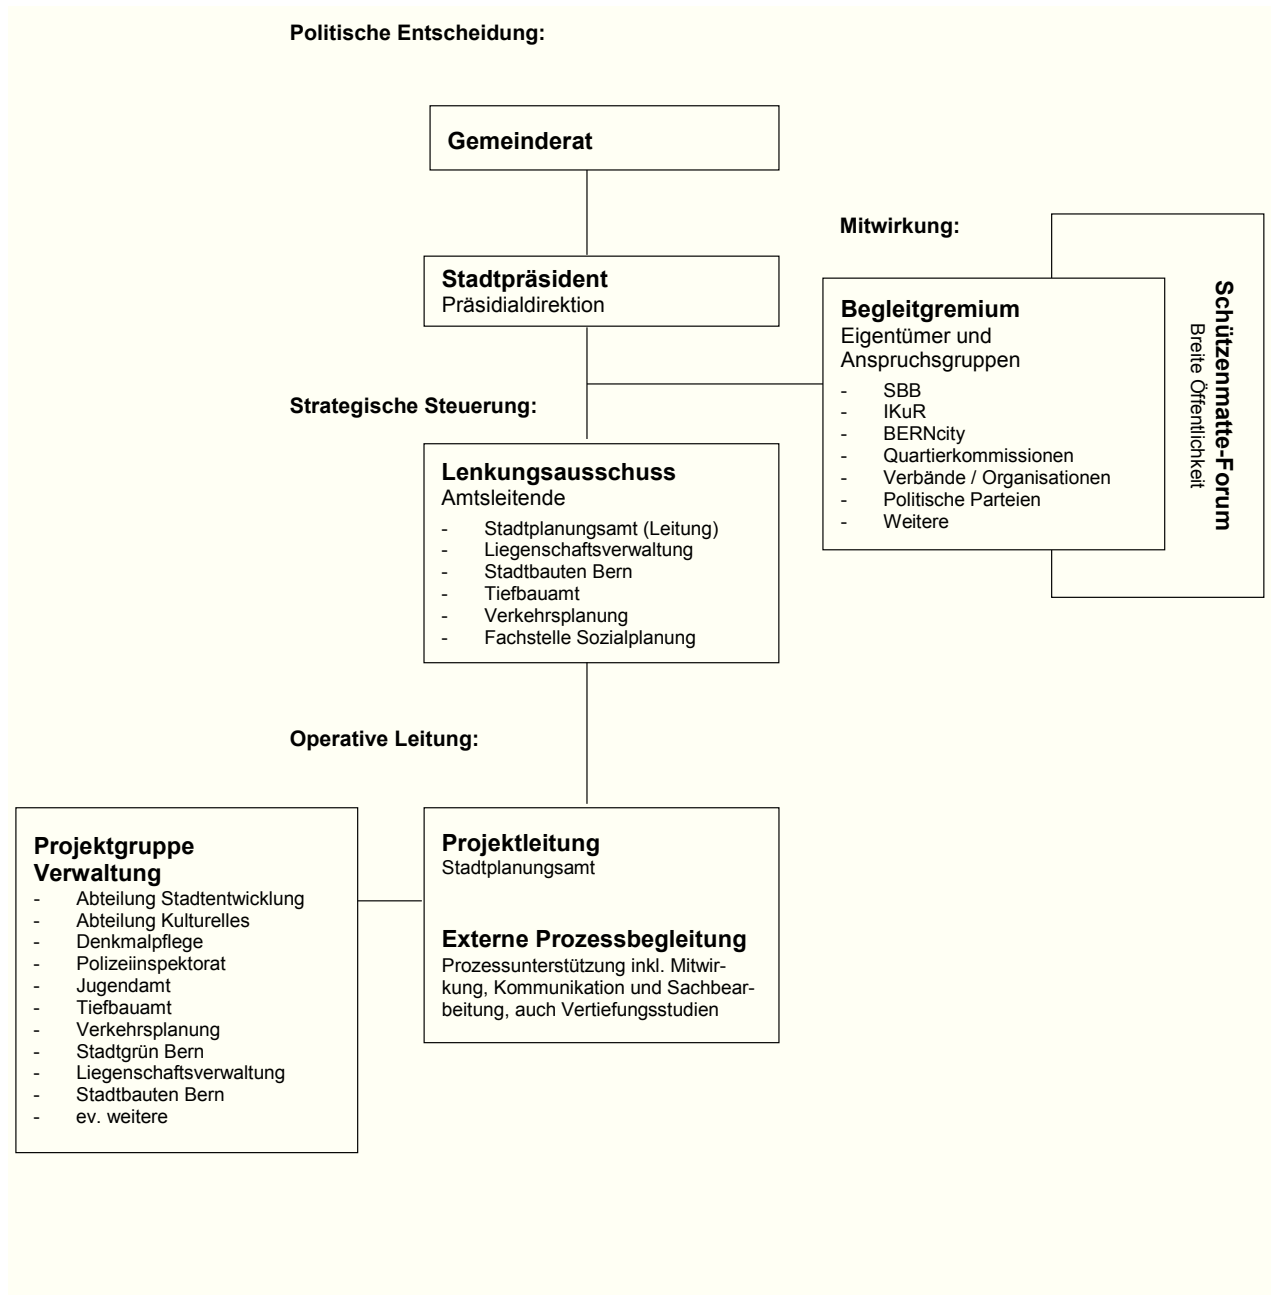 Politische Entscheidung:
Gemeinderat
Stadtpräsident
Präsidialdirektion
Mitwirkung:
Begleitgremium
Eigentümer und
Anspruchsgruppen
- SBB
- IKuR
- BERNcity
- Quartierkommissionen
- Verbände / Organisationen
- Politische Parteien
- Weitere
Schützenmatte-Forum
Breite Öffentlichkeit
Strategische Steuerung:
Lenkungsausschuss
Amtsleitende
- Stadtplanungsamt (Leitung)
- Liegenschaftsverwaltung
- Stadtbauten Bern
- Tiefbauamt
- Verkehrsplanung
- Fachstelle Sozialplanung
Operative Leitung:
Projektgruppe
Verwaltung
- Abteilung Stadtentwicklung
- Abteilung Kulturelles
- Denkmalpflege
- Polizeiinspektorat
- Jugendamt
- Tiefbauamt
- Verkehrsplanung
- Stadtgrün Bern
- Liegenschaftsverwaltung
- Stadtbauten Bern
- ev. weitere
Projektleitung
Stadtplanungsamt
Externe Prozessbegleitung
Prozessunterstützung inkl. Mitwir-
kung, Kommunikation und Sachbear-
beitung, auch Vertiefungsstudien